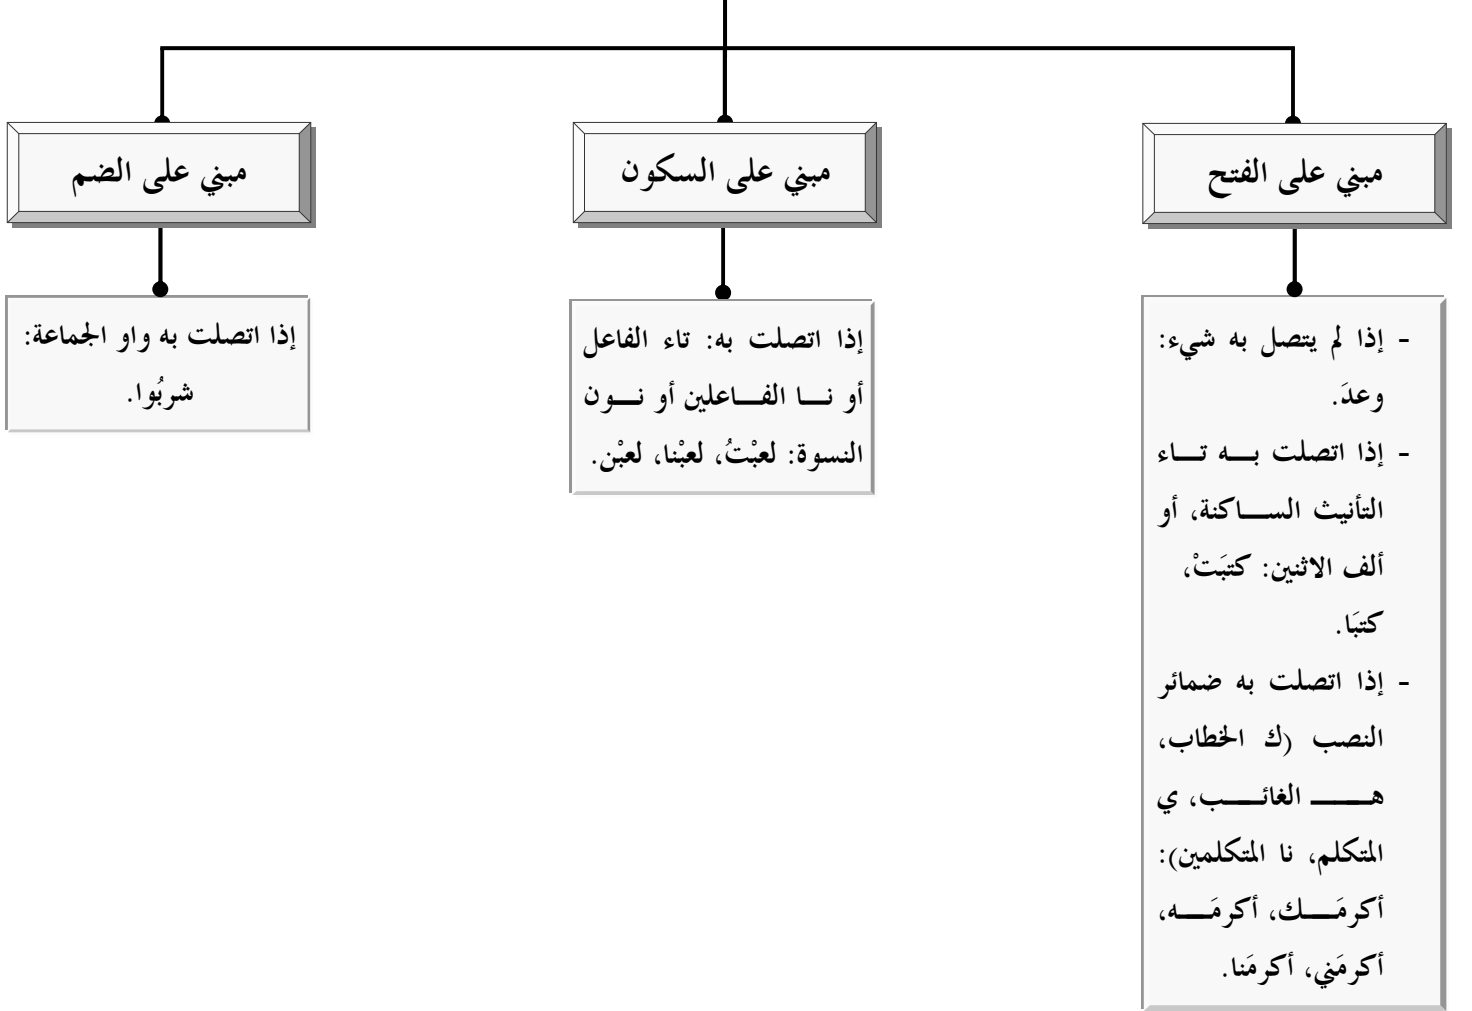 مبني على الفتح
- إذا لم يتصل به شيء:
وعدَ.
- إذا اتصلت بـــه تـــاء
التأنيث الســـاكنة، أو
ألف الاثنين: كتبَتْ،
كتبَا.
- إذا اتصلت به ضمائر
النصب (ك الخطاب،
هـــــ الغائـــــب، ي
المتكلم، نا المتكلمين):
أكرمَـــك، أكرمَـــه،
أكرمَني، أكرمَنا.
مبني على السكون
إذا اتصلت به: تاء الفاعل
أو نـــا الفـــاعلين أو نـــون
النسوة: لعبْتُ، لعبْنا، لعبْن.
مبني على الضم
إذا اتصلت به واو الجماعة:
شربُوا.